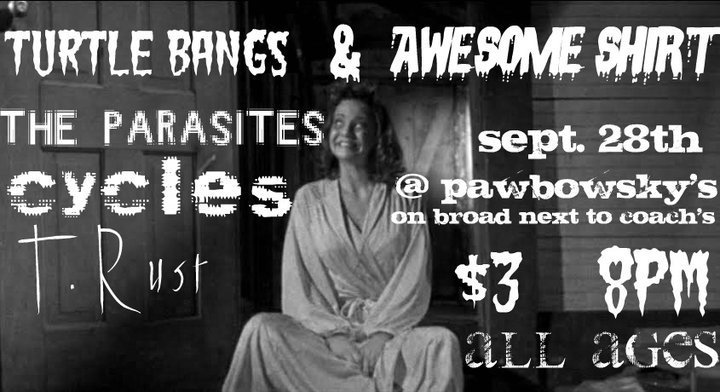 TURTLE BANGS & AWESOME SHIRT
THE PARASITES
cycles
T. Rust
sept. 28th
@ pawbowsky's
on broad next to coach's
$3 8PM
ALL AGES